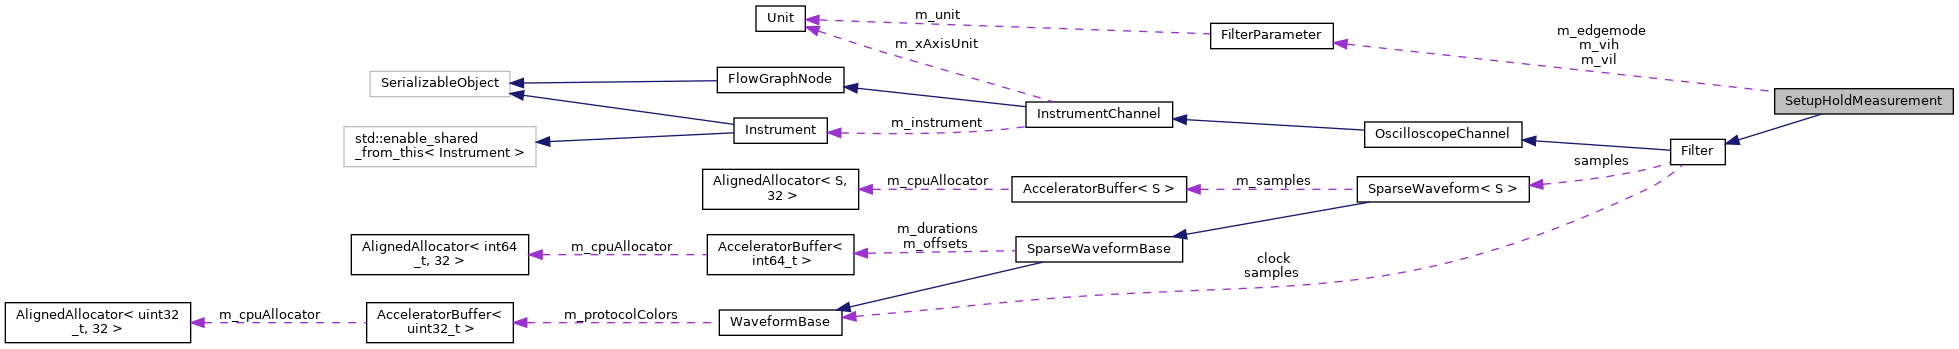 Unit
m_unit
FilterParameter
m_edgemode
m_vih
m_vil
m_xAxisUnit
SerializableObject
FlowGraphNode
SetupHoldMeasurement
InstrumentChannel
m_instrument
Instrument
std::enable_shared
_from_this< Instrument >
OscilloscopeChannel
Filter
samples
AlignedAllocator< S,
32 >
m_cpuAllocator
AcceleratorBuffer< S >
m_samples
SparseWaveform< S >
AlignedAllocator< int64
_t, 32 >
m_cpuAllocator
AcceleratorBuffer<
int64_t >
m_durations
m_offsets
SparseWaveformBase
clock
samples
AlignedAllocator< uint32
_t, 32 >
m_cpuAllocator
AcceleratorBuffer<
uint32_t >
m_protocolColors
WaveformBase